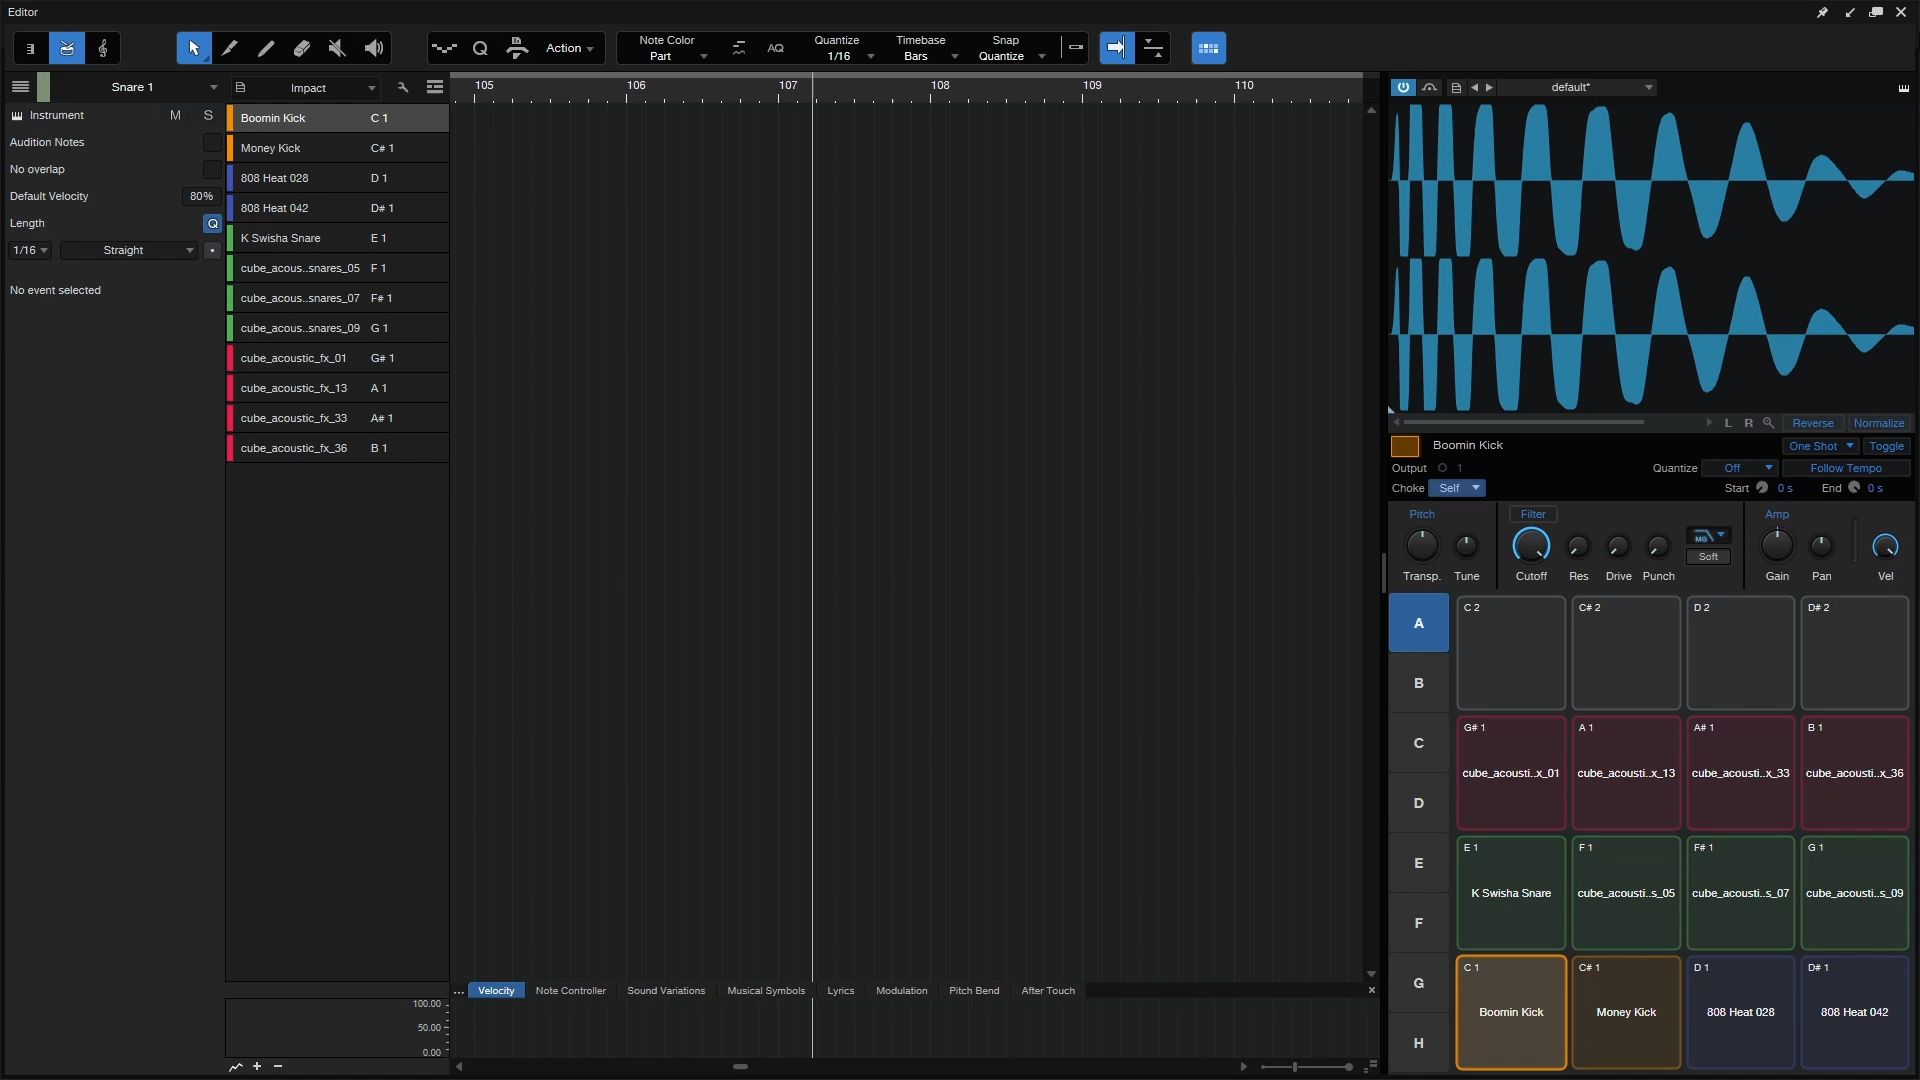 Editor
Action
Note Color
Part
AQ
Quantize
1/16
Timebase
Bars
Snap
Quantize
Snare 1
Impact
Instrument
M
S
Audition Notes
No overlap
Default Velocity
80%
Length
Q
1/16
Straight
No event selected
Boomin Kick C 1
Money Kick C# 1
808 Heat 028 D 1
808 Heat 042 D# 1
K Swisha Snare E 1
cube_acous..snares_05 F 1
cube_acous..snares_07 F# 1
cube_acous..snares_09 G 1
cube_acoustic_fx_01 G# 1
cube_acoustic_fx_13 A 1
cube_acoustic_fx_33 A# 1
cube_acoustic_fx_36 B 1
105 106 107 108 109 110
Velocity Note Controller Sound Variations Musical Symbols Lyrics Modulation Pitch Bend After Touch
100.00
50.00
0.00
default*
L R
Reverse
Normalize
Boomin Kick
One Shot
Toggle
Output 1
Quantize
Off
Follow Tempo
Choke
Self
Start 0 s
End 0 s
Pitch
Transp.
Tune
Filter
Cutoff
Res
Drive
Punch
MG
Soft
Amp
Gain
Pan
Vel
A
B
C
D
E
F
G
H
C 2
C# 2
D 2
D# 2
G# 1
cube_acousti..x_01
A 1
cube_acousti..x_13
A# 1
cube_acousti..x_33
B 1
cube_acousti..x_36
E 1
K Swisha Snare
F 1
cube_acousti..s_05
F# 1
cube_acousti..s_07
G 1
cube_acousti..s_09
C 1
Boomin Kick
C# 1
Money Kick
D 1
808 Heat 028
D# 1
808 Heat 042